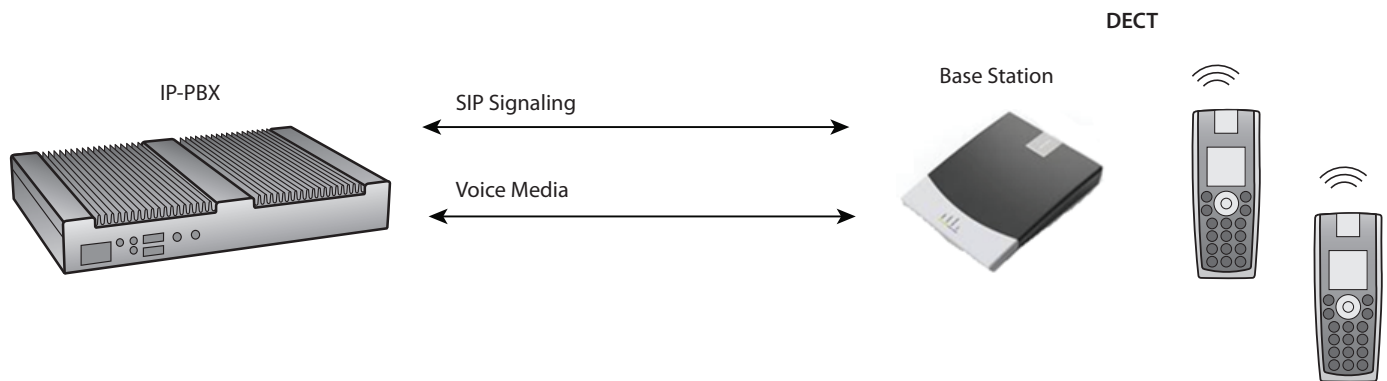 DECT
IP-PBX
Base Station
SIP Signaling
Voice Media